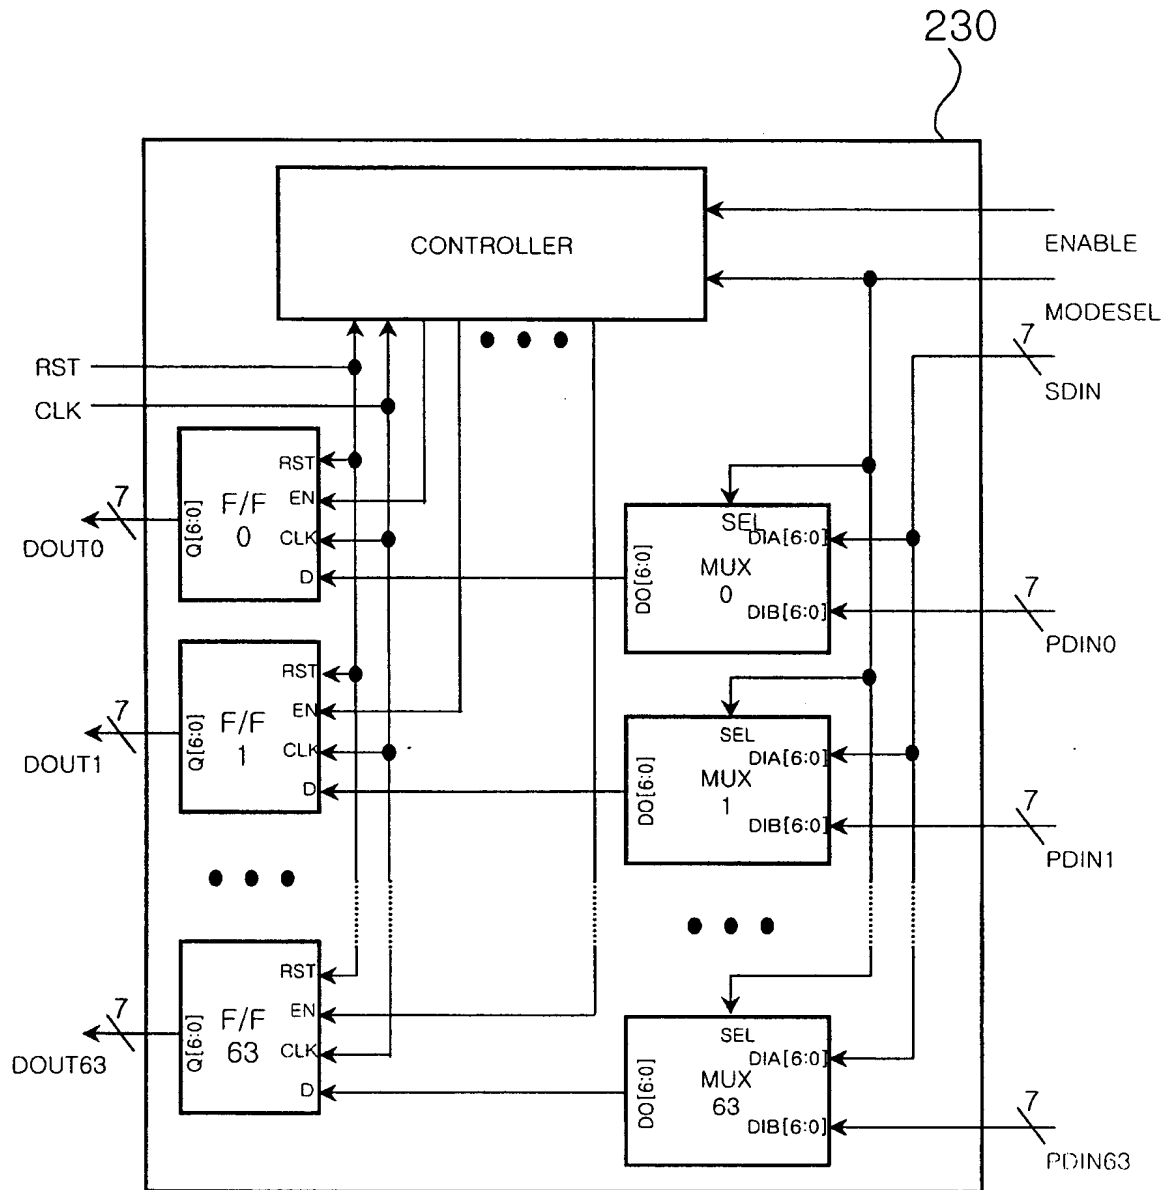 230
CONTROLLER
ENABLE
MODESEL
7
SDIN
RST
CLK
RST
EN
CLK
D
F/F
0
Q[6:0]
7
DOUT0
SEL
DIA[6:0]
MUX
0
DO[6:0]
DIB[6:0]
7
PDIN0
RST
EN
CLK
D
F/F
1
Q[6:0]
7
DOUT1
SEL
DIA[6:0]
MUX
1
DO[6:0]
DIB[6:0]
7
PDIN1
RST
EN
CLK
D
F/F
63
Q[6:0]
7
DOUT63
SEL
DIA[6:0]
MUX
63
DO[6:0]
DIB[6:0]
7
PDIN63